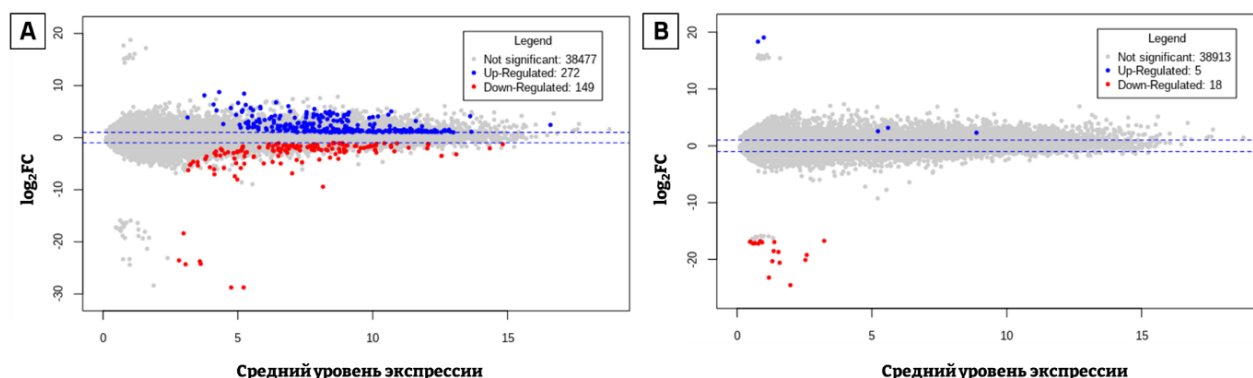 A
20
10
0
-10
-20
-30
log₂FC
0
5
10
15
Средний уровень экспрессии
Legend
Not significant: 38477
Up-Regulated: 272
Down-Regulated: 149
B
20
10
0
-10
-20
log₂FC
0
5
10
15
Средний уровень экспрессии
Legend
Not significant: 38913
Up-Regulated: 5
Down-Regulated: 18